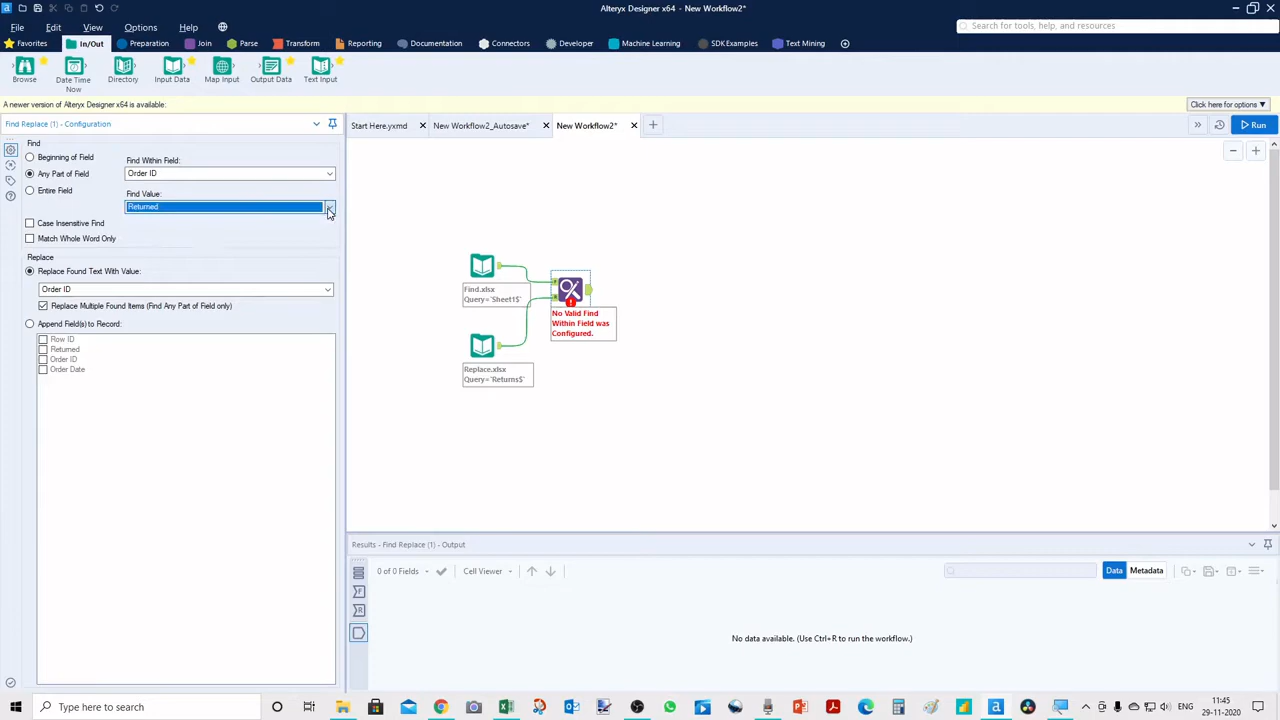 Alteryx Designer x64 - New Workflow2*
File
Edit
View
Options
Help
Search for tools, help, and resources
Favorites
In/Out
Preparation
Join
Parse
Transform
Reporting
Documentation
Connectors
Developer
Machine Learning
SDKExamples
Text Mining
Browse
Date Time
Now
Directory
Input Data
Map Input
Output Data
Text Input
A newer version of Alteryx Designer x64 is available:
Click here for options ▼
Find Replace (1) - Configuration
Start Here.yxmd
New Workflow2_Autosave*
New Workflow2*
Run
Find
Beginning of Field
Any Part of Field
Entire Field
Find Within Field:
Order ID
Find Value:
Returned
Case Insensitive Find
Match Whole Word Only
Replace
Replace Found Text With Value:
Order ID
Replace Multiple Found Items (Find Any Part of Field only)
Append Field(s) to Record:
Row ID
Returned
Order ID
Order Date
Find.xlsx
Query=`Sheet1$`
No Valid Find
Within Field was
Configured.
Replace.xlsx
Query=`Returns$`
Results - Find Replace (1) - Output
0 of 0 Fields
Cell Viewer
Data
Metadata
No data available. (Use Ctrl+R to run the workflow.)
Type here to search
ENG
11:45
29-11-2020